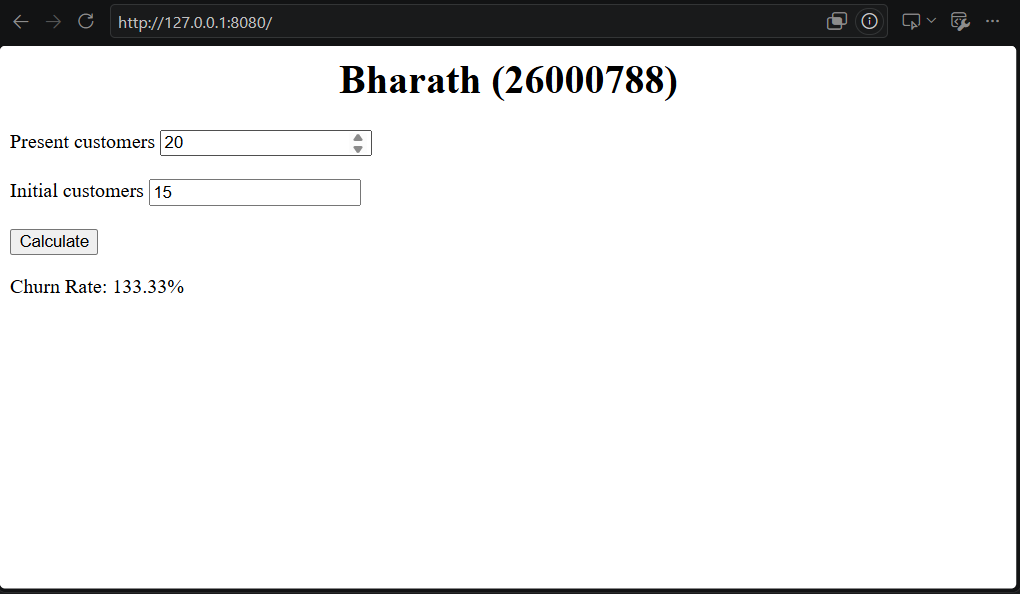 http://127.0.0.1:8080/
Bharath (26000788)
Present customers 20
Initial customers 15
Calculate
Churn Rate: 133.33%